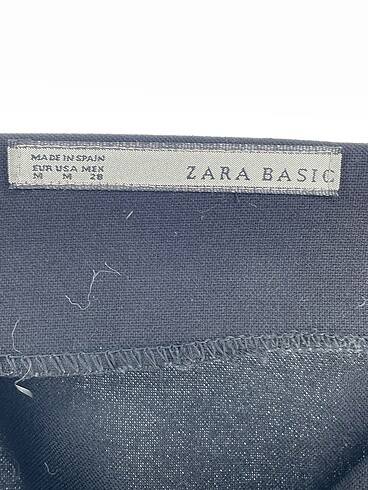 MADE IN SPAIN
EUR USA MEX
M M 28
ZARA BASIC